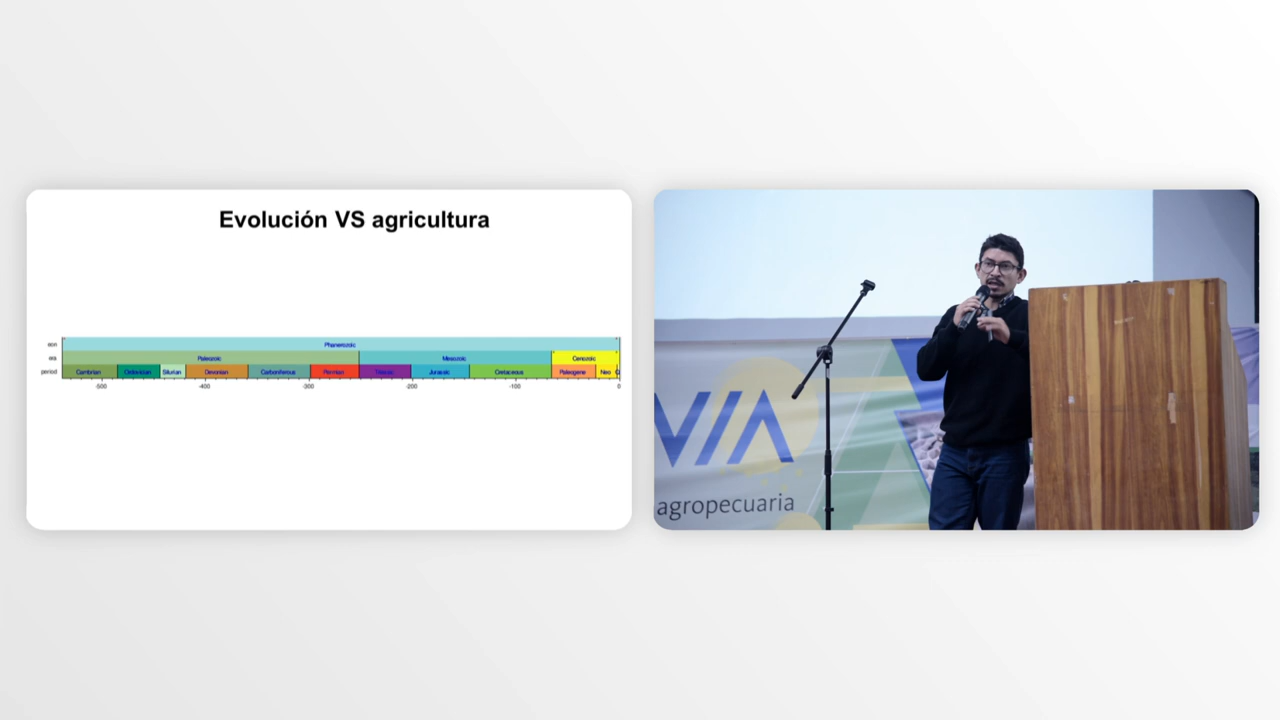 Evolución VS agricultura
eon
era
period
Phanerozoic
Paleozoic Mesozoic Cenozoic
Cambrian Ordovician Silurian Devonian Carboniferous Permian Triassic Jurassic Cretaceous Paleogene Neo Q
-500 -400 -300 -200 -100 0
VIA
agropecuaria